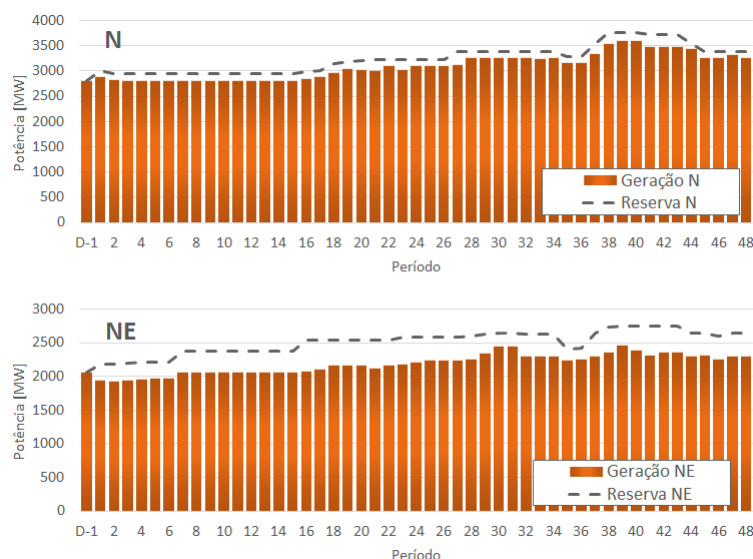 N
Potência [MW]
4000
3500
3000
2500
2000
1500
1000
500
0
Geração N
Reserva N
D-1 2 4 6 8 10 12 14 16 18 20 22 24 26 28 30 32 34 36 38 40 42 44 46 48
Período
NE
Potência [MW]
3000
2500
2000
1500
1000
500
0
Geração NE
Reserva NE
D-1 2 4 6 8 10 12 14 16 18 20 22 24 26 28 30 32 34 36 38 40 42 44 46 48
Período